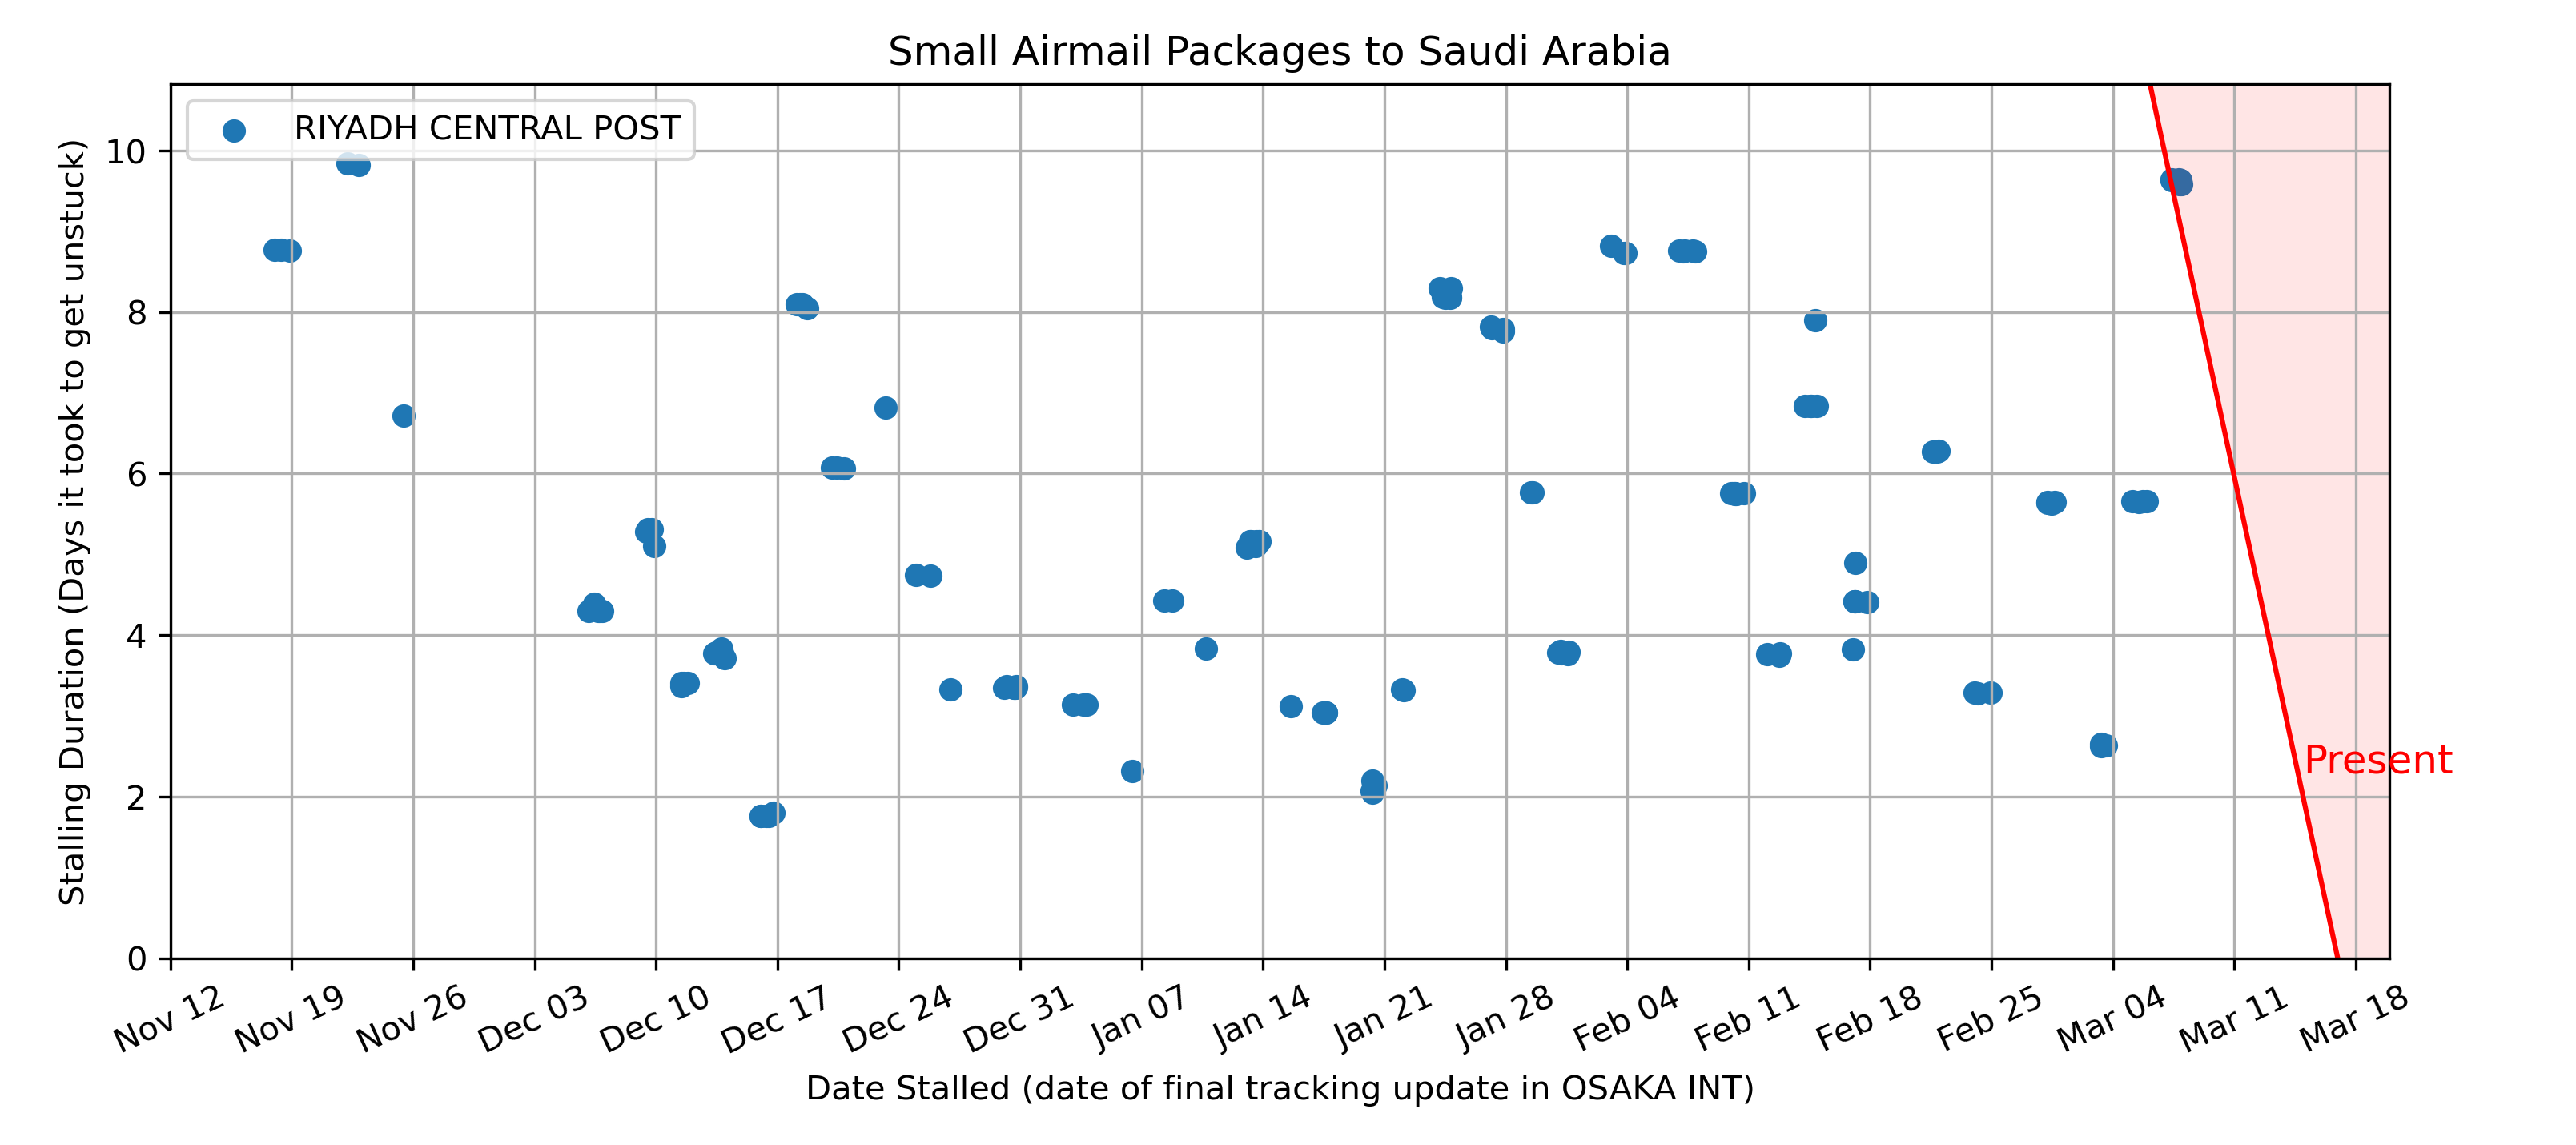 Small Airmail Packages to Saudi Arabia
RIYADH CENTRAL POST
Stalling Duration (Days it took to get unstuck)
10
8
6
4
2
0
Present
Nov 12
Nov 19
Nov 26
Dec 03
Dec 10
Dec 17
Dec 24
Dec 31
Jan 07
Jan 14
Jan 21
Jan 28
Feb 04
Feb 11
Feb 18
Feb 25
Mar 04
Mar 11
Mar 18
Date Stalled (date of final tracking update in OSAKA INT)